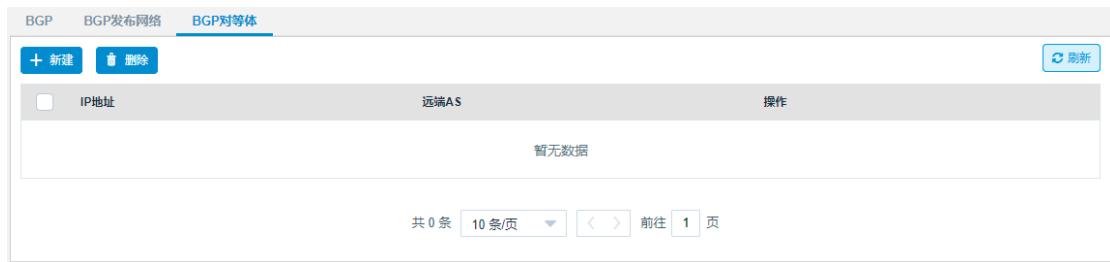 BGP BGP发布网络 BGP对等体
新建 删除 刷新
IP地址 远端AS 操作
暂无数据
共 0 条 10 条/页 前往 1 页